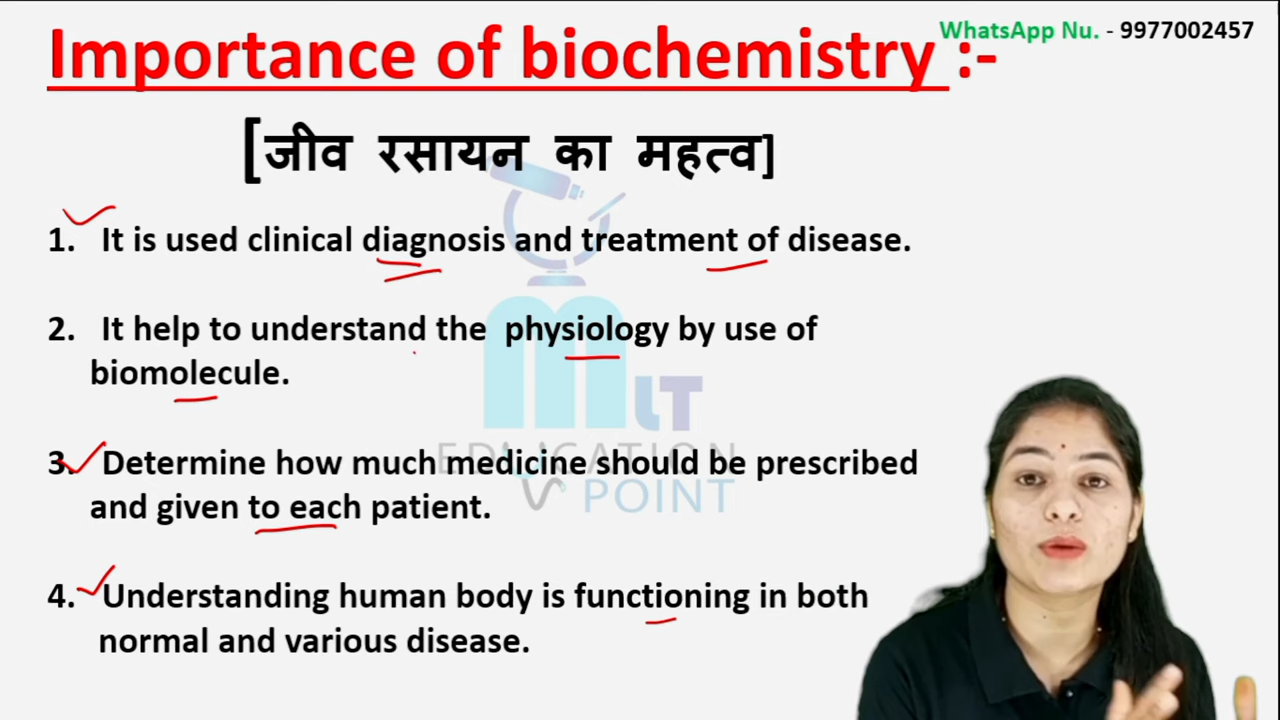 WhatsApp Nu. - 9977002457
Importance of biochemistry :-
[जीव रसायन का महत्व]
1. It is used clinical diagnosis and treatment of disease.
2. It help to understand the physiology by use of
biomolecule.
3. Determine how much medicine should be prescribed
and given to each patient.
4. Understanding human body is functioning in both
normal and various disease.
MLT
EDUCATION
POINT